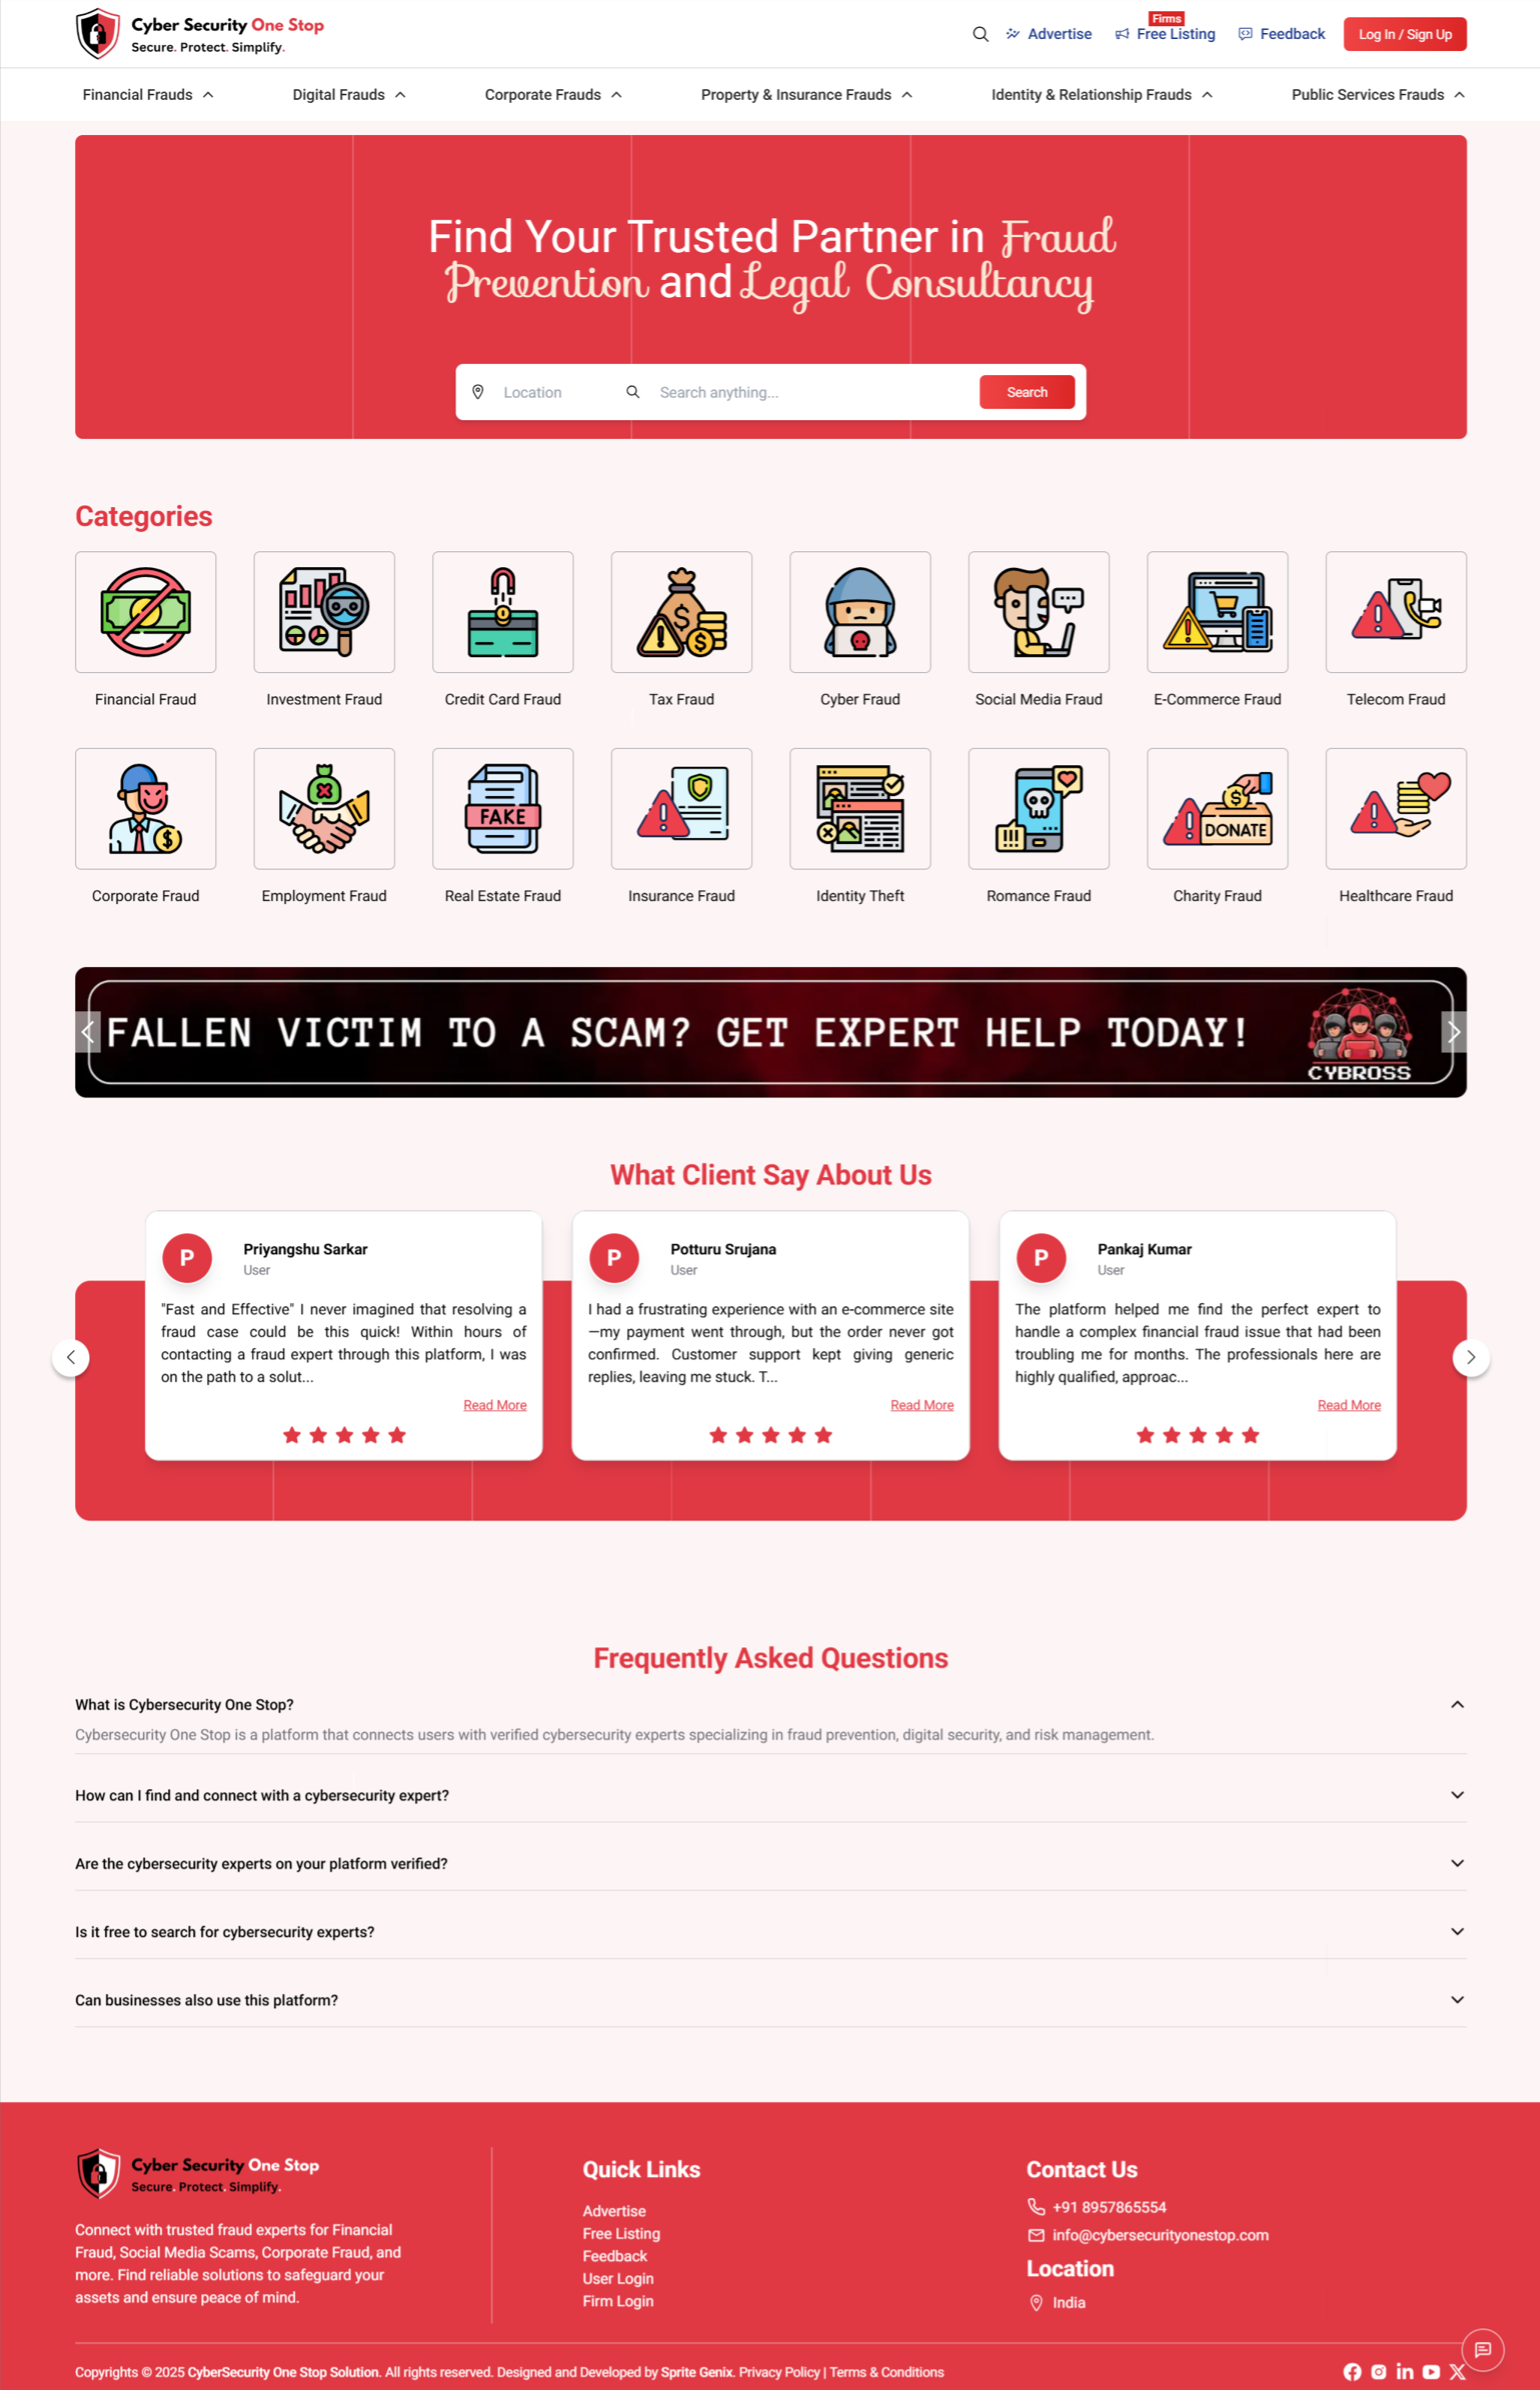 Cyber Security One Stop
Secure. Protect. Simplify.
Advertise
Firms
Free Listing
Feedback
Log In / Sign Up
Financial Frauds
Digital Frauds
Corporate Frauds
Property & Insurance Frauds
Identity & Relationship Frauds
Public Services Frauds
Find Your Trusted Partner in Fraud
Prevention and Legal Consultancy
Location
Search anything...
Search
Categories
Financial Fraud
Investment Fraud
Credit Card Fraud
Tax Fraud
Cyber Fraud
Social Media Fraud
E-Commerce Fraud
Telecom Fraud
FAKE
DONATE
Corporate Fraud
Employment Fraud
Real Estate Fraud
Insurance Fraud
Identity Theft
Romance Fraud
Charity Fraud
Healthcare Fraud
FALLEN VICTIM TO A SCAM? GET EXPERT HELP TODAY!
CYBROSS
What Client Say About Us
P
Priyangshu Sarkar
User
"Fast and Effective" I never imagined that resolving a
fraud case could be this quick! Within hours of
contacting a fraud expert through this platform, I was
on the path to a solut...
Read More
P
Potturu Srujana
User
I had a frustrating experience with an e-commerce site
—my payment went through, but the order never got
confirmed. Customer support kept giving generic
replies, leaving me stuck. T...
Read More
P
Pankaj Kumar
User
The platform helped me find the perfect expert to
handle a complex financial fraud issue that had been
troubling me for months. The professionals here are
highly qualified, approac...
Read More
Frequently Asked Questions
What is Cybersecurity One Stop?
Cybersecurity One Stop is a platform that connects users with verified cybersecurity experts specializing in fraud prevention, digital security, and risk management.
How can I find and connect with a cybersecurity expert?
Are the cybersecurity experts on your platform verified?
Is it free to search for cybersecurity experts?
Can businesses also use this platform?
Cyber Security One Stop
Secure. Protect. Simplify.
Connect with trusted fraud experts for Financial
Fraud, Social Media Scams, Corporate Fraud, and
more. Find reliable solutions to safeguard your
assets and ensure peace of mind.
Quick Links
Advertise
Free Listing
Feedback
User Login
Firm Login
Contact Us
+91 8957865554
info@cybersecurityonestop.com
Location
India
Copyrights © 2025 CyberSecurity One Stop Solution. All rights reserved. Designed and Developed by Sprite Genix. Privacy Policy | Terms & Conditions